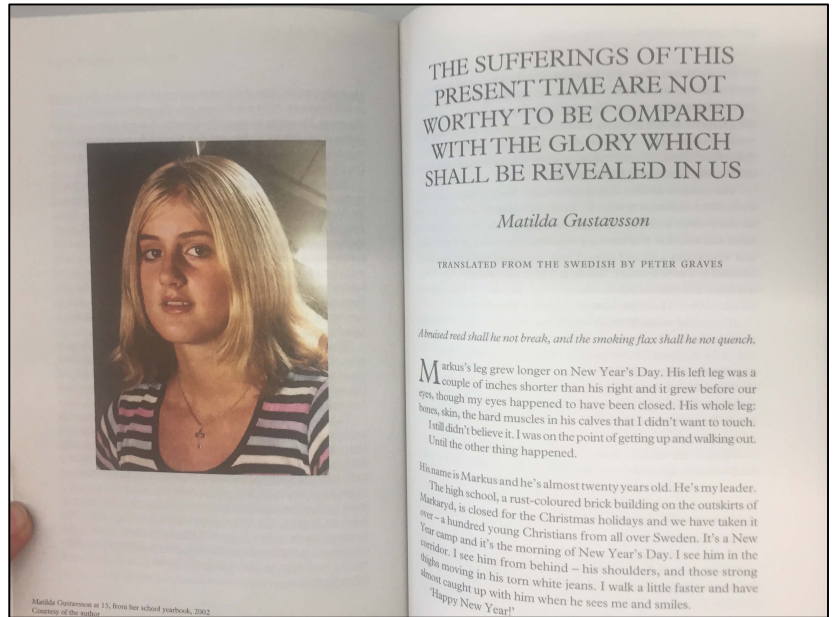 Matilda Gustavsson at 15, from her school yearbook, 2002
Courtesy of the author
THE SUFFERINGS OF THIS
PRESENT TIME ARE NOT
WORTHY TO BE COMPARED
WITH THE GLORY WHICH
SHALL BE REVEALED IN US
Matilda Gustavsson
TRANSLATED FROM THE SWEDISH BY PETER GRAVES
A bruised reed shall he not break, and the smoking flax shall he not quench.
Markus's leg grew longer on New Year's Day. His left leg was a
couple of inches shorter than his right and it grew before our
eyes, though my eyes happened to have been closed. His whole leg:
bones, skin, the hard muscles in his calves that I didn't want to touch.
I still didn't believe it. I was on the point of getting up and walking out.
Until the other thing happened.
His name is Markus and he's almost twenty years old. He's my leader.
The high school, a rust-coloured brick building on the outskirts of
Markaryd, is closed for the Christmas holidays and we have taken it
over – a hundred young Christians from all over Sweden. It's a New
Year camp and it's the morning of New Year's Day. I see him in the
corridor. I see him from behind – his shoulders, and those strong
thighs moving in his torn white jeans. I walk a little faster and have
almost caught up with him when he sees me and smiles.
'Happy New Year!'